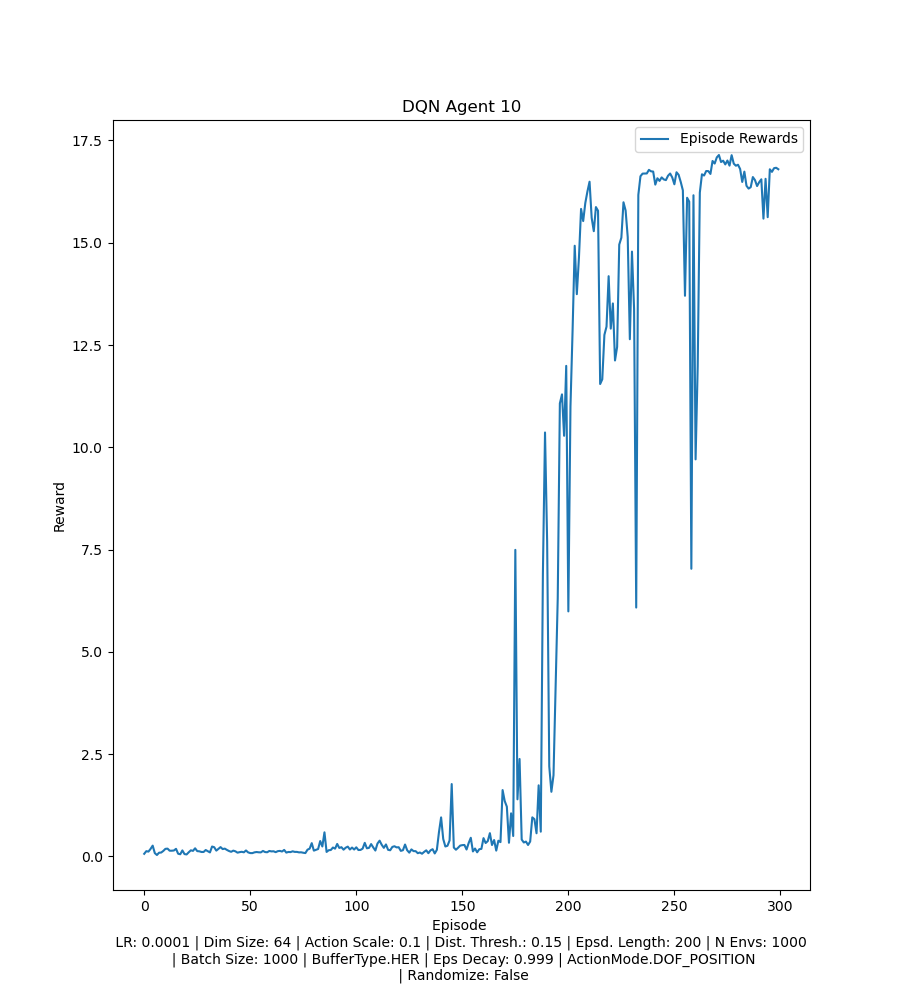 DQN Agent 10
Episode Rewards
17.5
15.0
12.5
10.0
7.5
5.0
2.5
0.0
Reward
0 50 100 150 200 250 300
Episode
LR: 0.0001 | Dim Size: 64 | Action Scale: 0.1 | Dist. Thresh.: 0.15 | Epsd. Length: 200 | N Envs: 1000
| Batch Size: 1000 | BufferType.HER | Eps Decay: 0.999 | ActionMode.DOF_POSITION
| Randomize: False